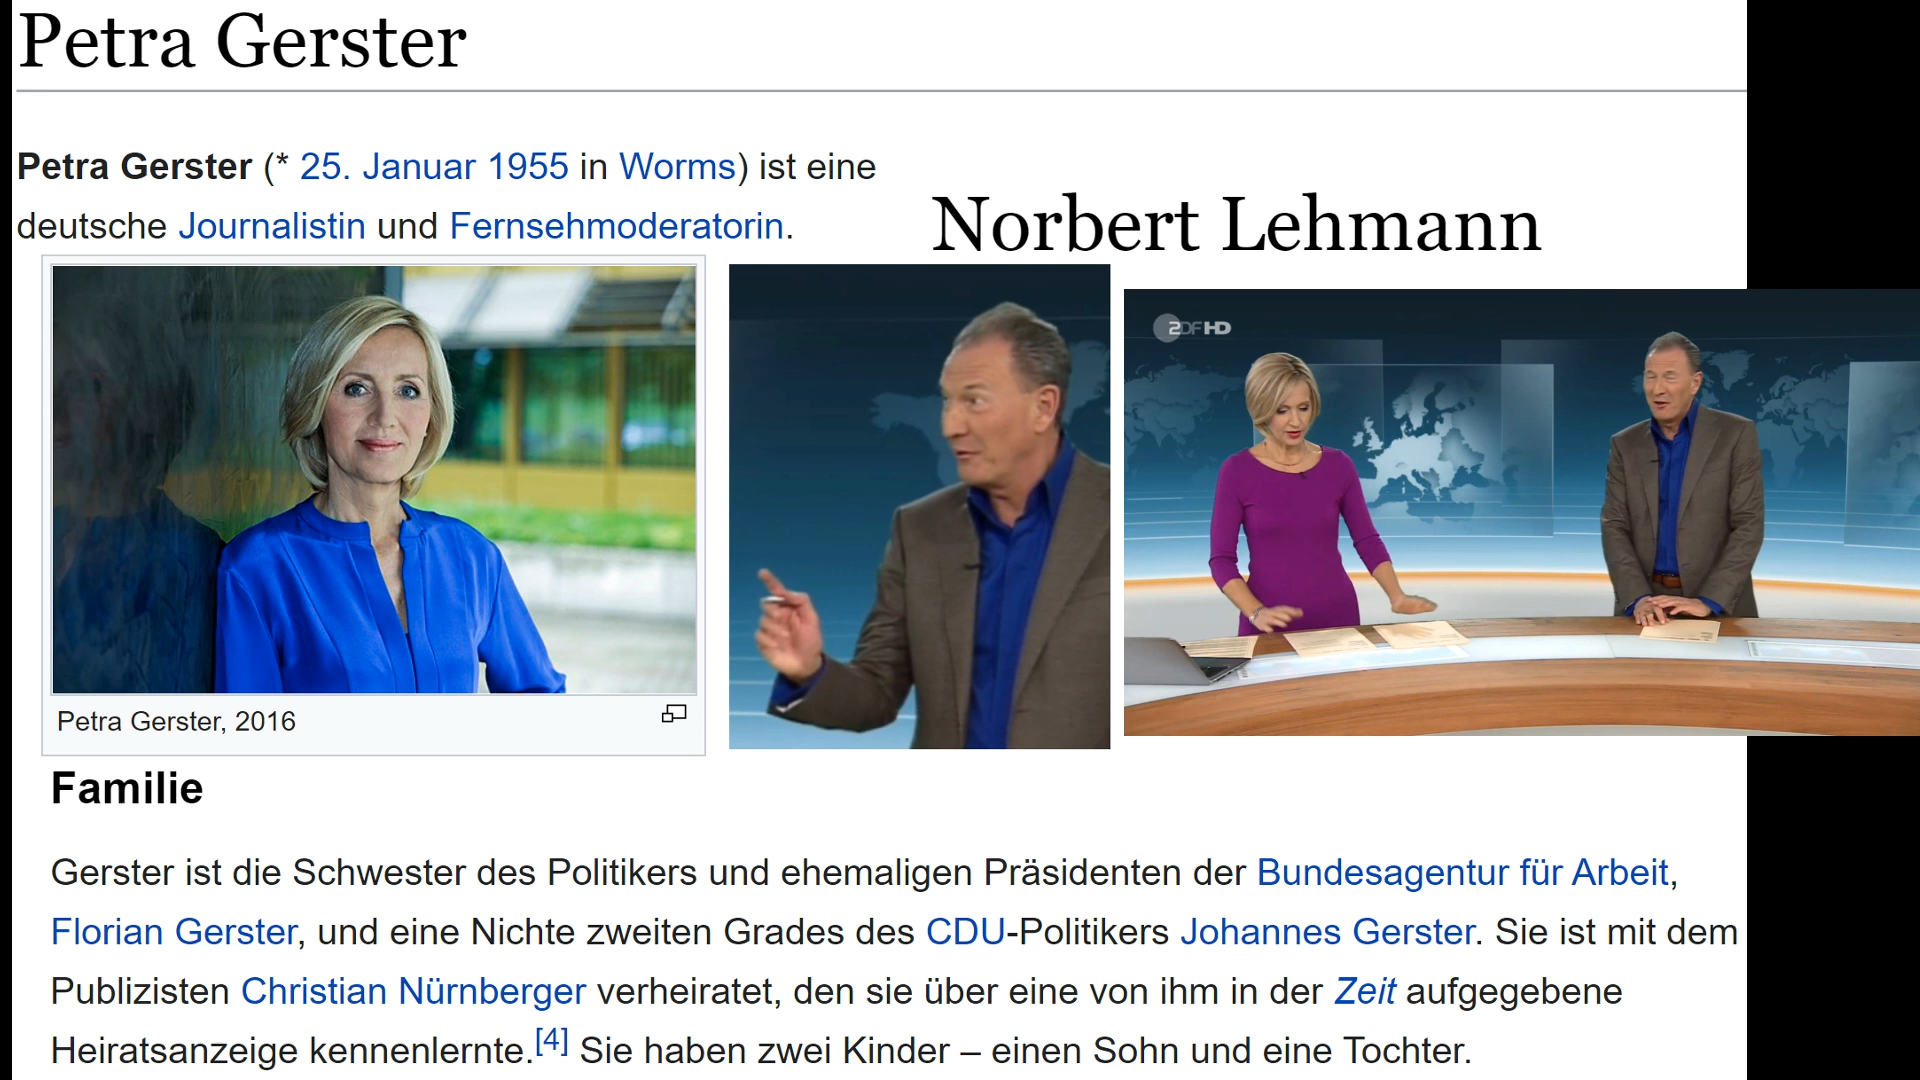 Petra Gerster
Petra Gerster (* 25. Januar 1955 in Worms) ist eine
deutsche Journalistin und Fernsehmoderatorin.
Norbert Lehmann
ZDF HD
Petra Gerster, 2016
Familie
Gerster ist die Schwester des Politikers und ehemaligen Präsidenten der Bundesagentur für Arbeit,
Florian Gerster, und eine Nichte zweiten Grades des CDU-Politikers Johannes Gerster. Sie ist mit dem
Publizisten Christian Nürnberger verheiratet, den sie über eine von ihm in der Zeit aufgegebene
Heiratsanzeige kennenlernte.[4] Sie haben zwei Kinder – einen Sohn und eine Tochter.